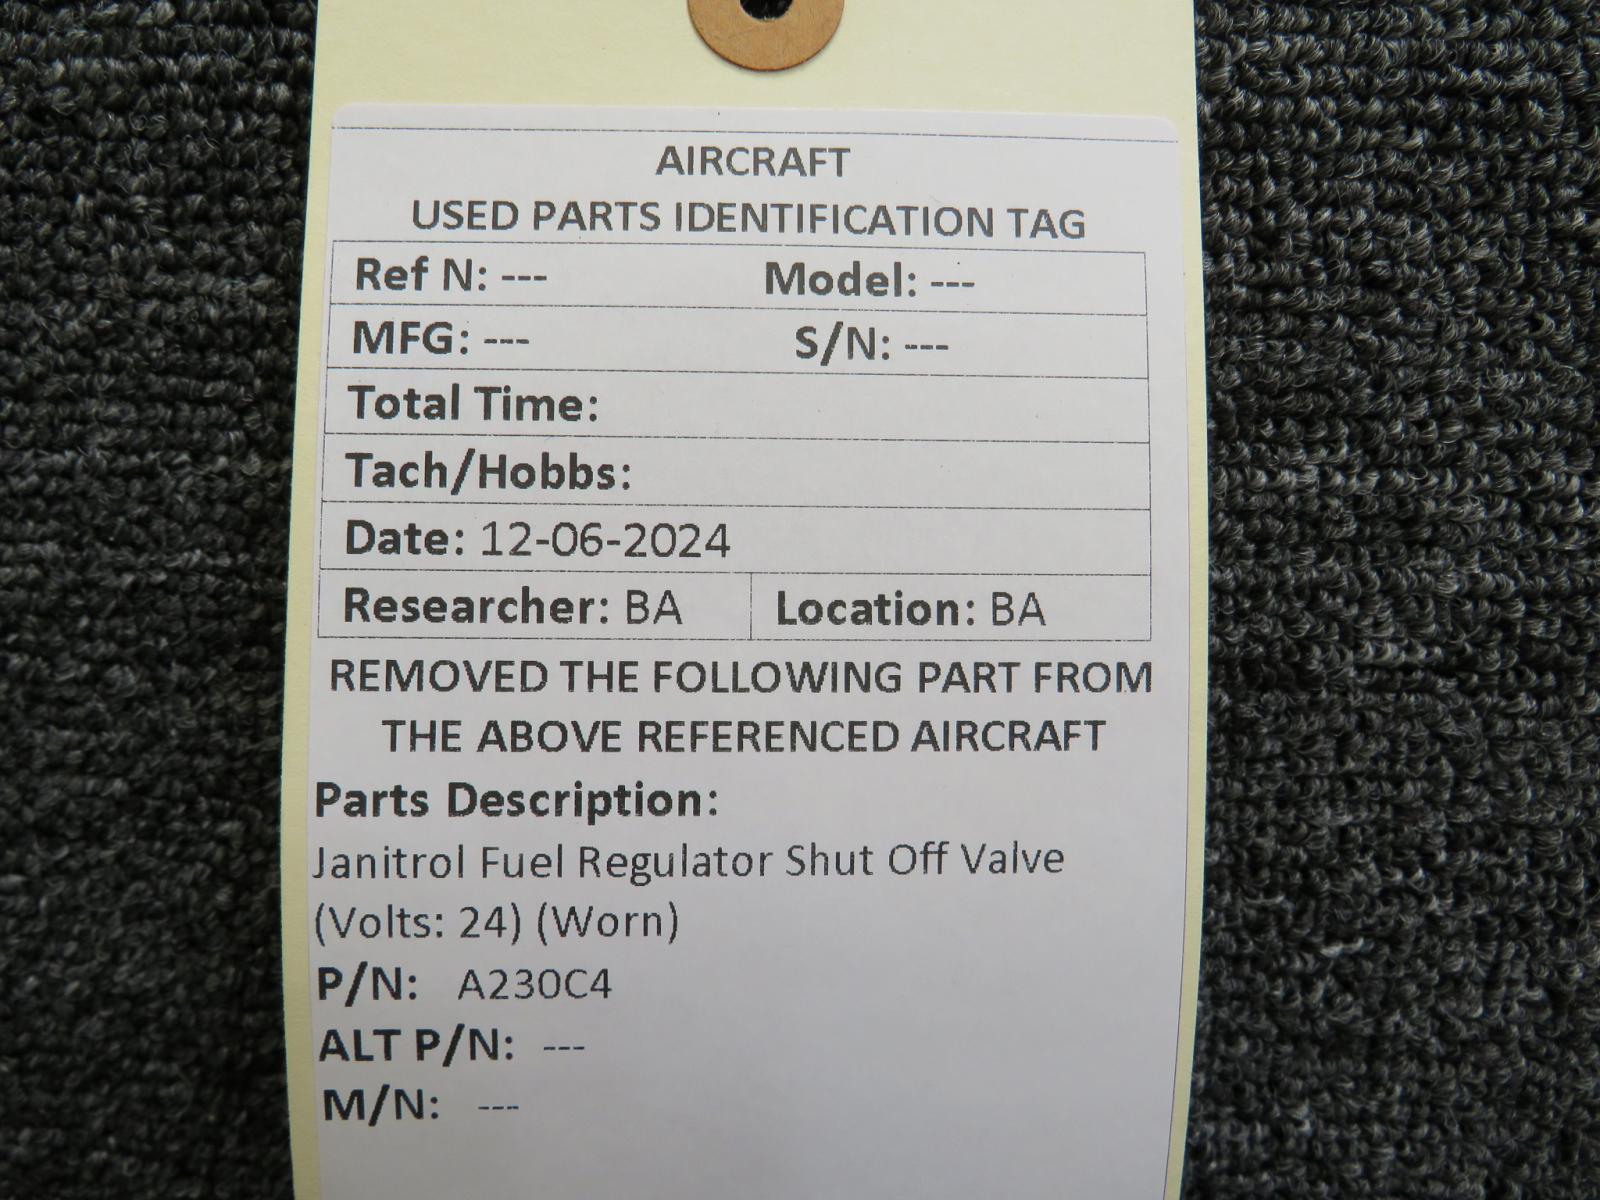 AIRCRAFT
USED PARTS IDENTIFICATION TAG
Ref N: --- Model: ---
MFG: --- S/N: ---
Total Time:
Tach/Hobbs:
Date: 12-06-2024
Researcher: BA Location: BA
REMOVED THE FOLLOWING PART FROM
THE ABOVE REFERENCED AIRCRAFT
Parts Description:
Janitrol Fuel Regulator Shut Off Valve
(Volts: 24) (Worn)
P/N: A230C4
ALT P/N: ---
M/N: ---